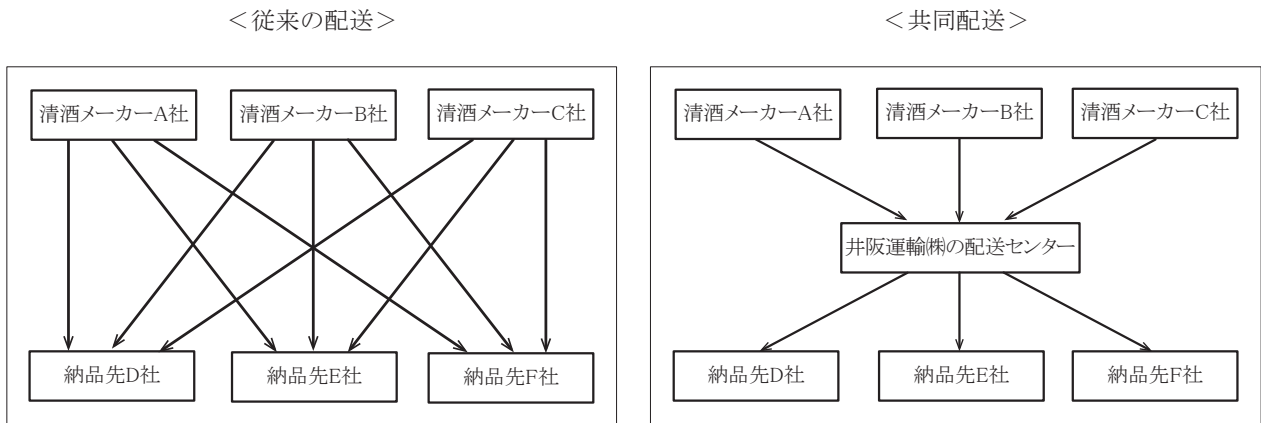 ＜従来の配送＞
清酒メーカーA社
清酒メーカーB社
清酒メーカーC社
納品先D社
納品先E社
納品先F社
＜共同配送＞
清酒メーカーA社
清酒メーカーB社
清酒メーカーC社
井阪運輸㈱の配送センター
納品先D社
納品先E社
納品先F社